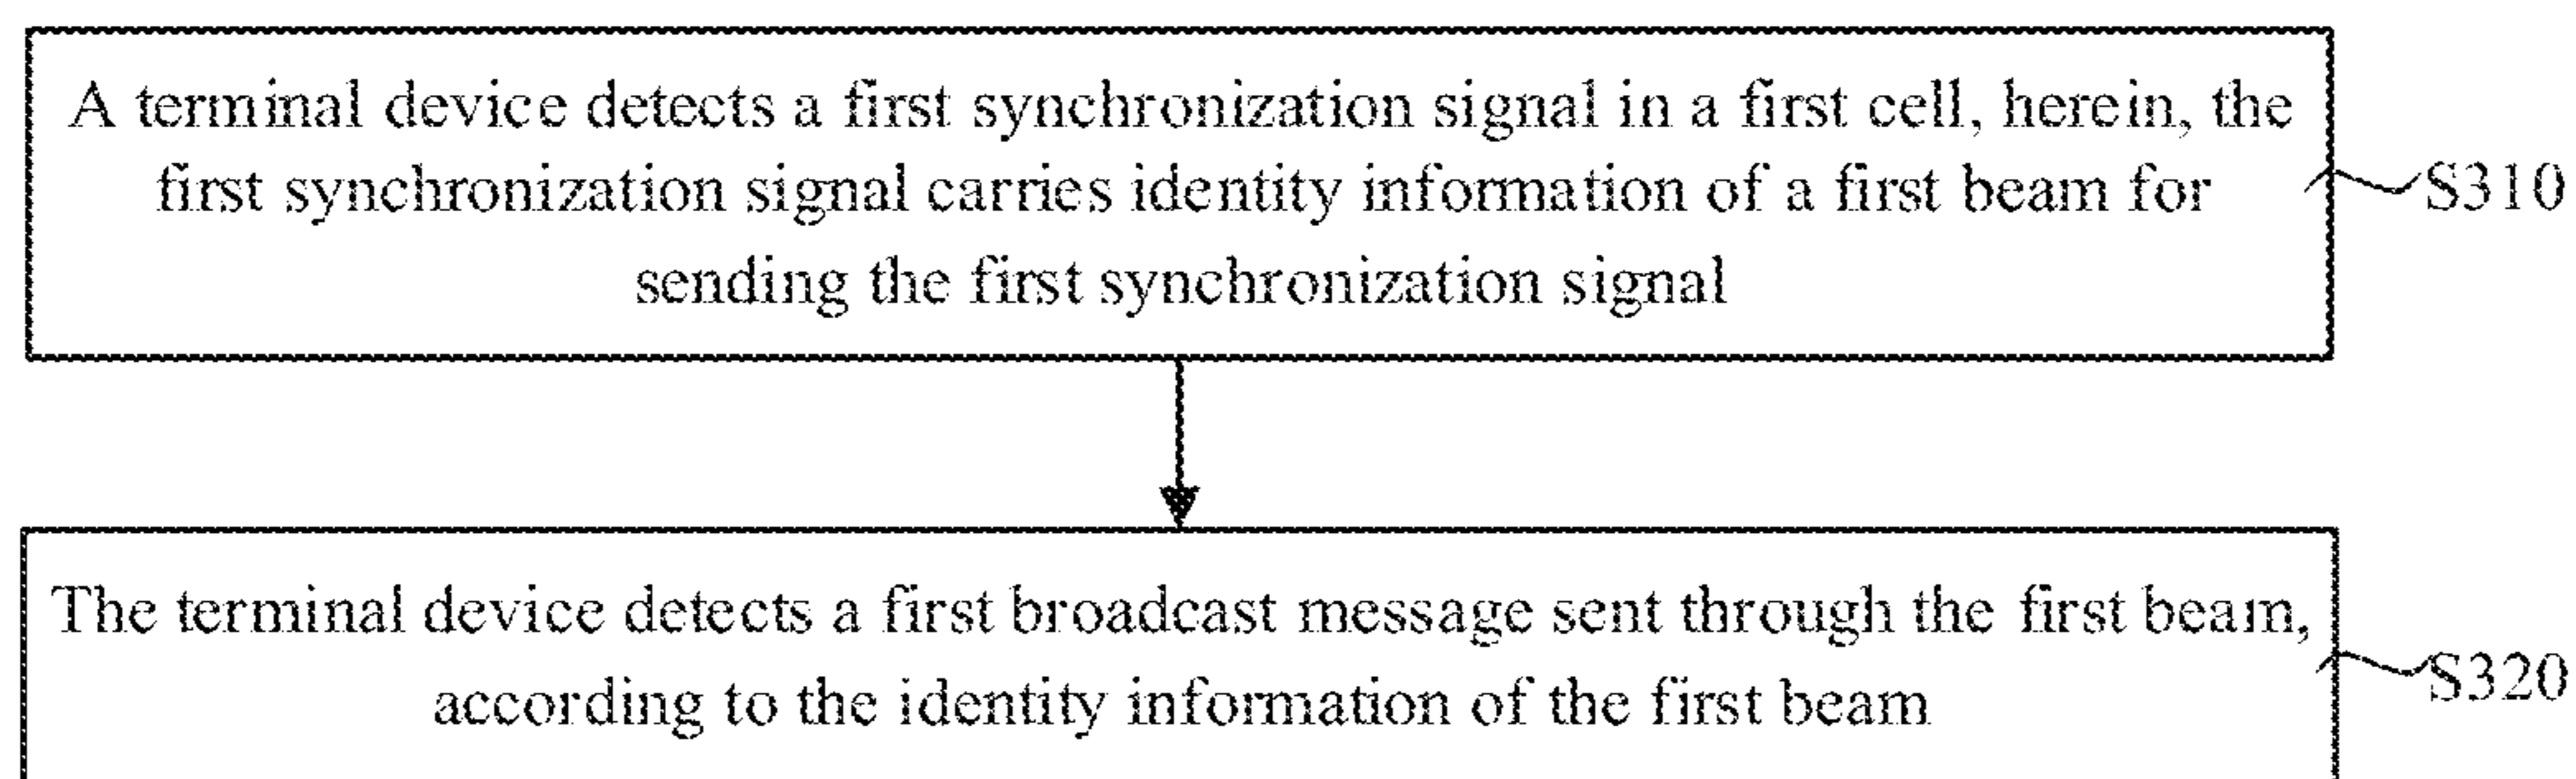 A terminal device detects a first synchronization signal in a first cell, herein, the
first synchronization signal carries identity information of a first beam for
sending the first synchronization signal
S310
The terminal device detects a first broadcast message sent through the first beam,
according to the identity information of the first beam
S320